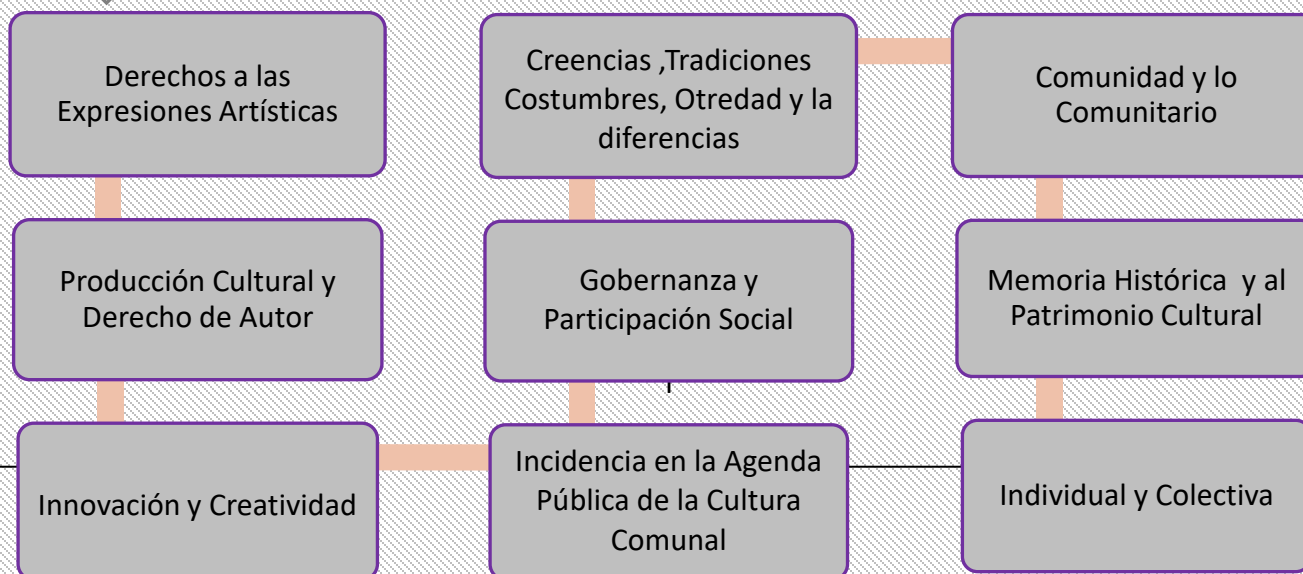 Derechos a las
Expresiones Artísticas
Producción Cultural y
Derecho de Autor
Innovación y Creatividad
Incidencia en la Agenda
Pública de la Cultura
Comunal
Gobernanza y
Participación Social
Creencias ,Tradiciones
Costumbres, Otredad y la
diferencias
Comunidad y lo
Comunitario
Memoria Histórica y al
Patrimonio Cultural
Individual y Colectiva